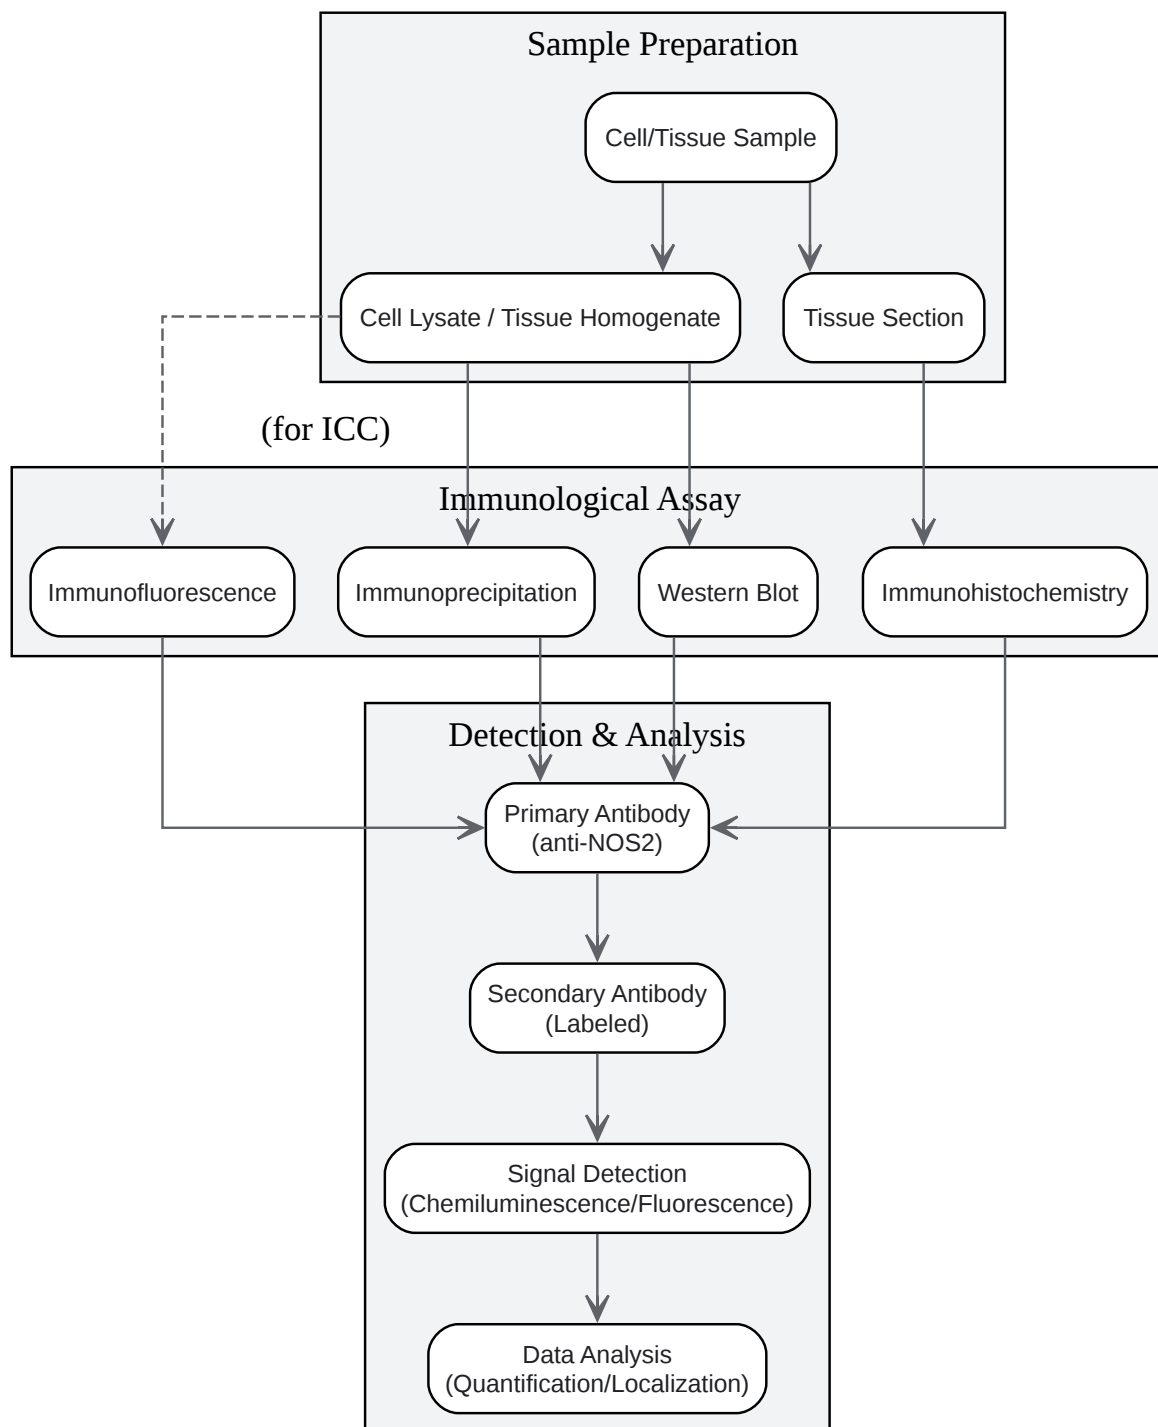 Sample Preparation
Cell/Tissue Sample
Cell Lysate / Tissue Homogenate
Tissue Section
(for ICC)
Immunological Assay
Immunofluorescence
Immunoprecipitation
Western Blot
Immunohistochemistry
Detection & Analysis
Primary Antibody
(anti-NOS2)
Secondary Antibody
(Labeled)
Signal Detection
(Chemiluminescence/Fluorescence)
Data Analysis
(Quantification/Localization)